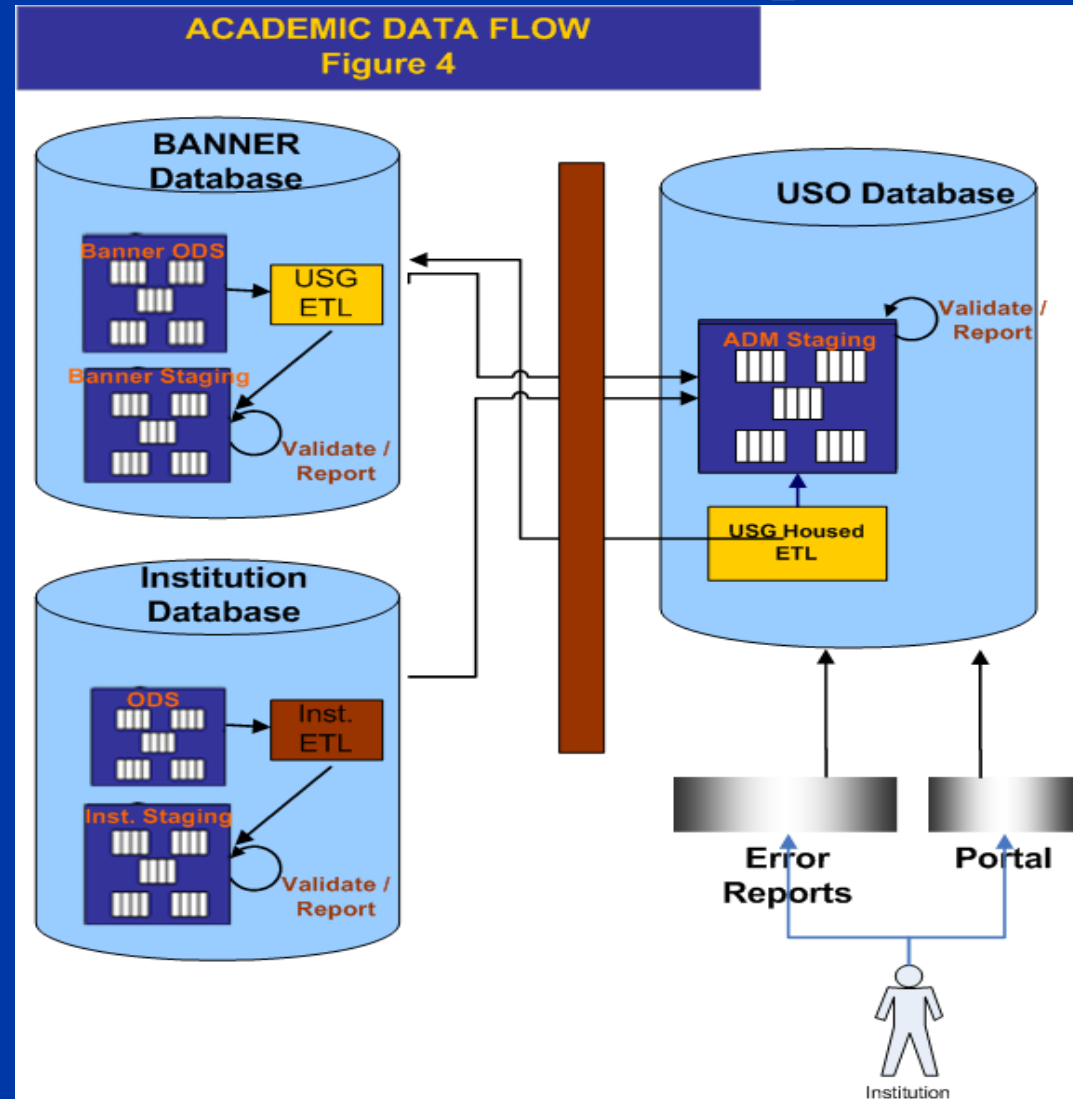 ACADEMIC DATA FLOW
Figure 4
BANNER
Database
Banner ODS
USG
ETL
Banner Staging
Validate /
Report
Institution
Database
ODS
Inst.
ETL
Inst. Staging
Validate /
Report
USO Database
ADM Staging
Validate /
Report
USG Housed
ETL
Error
Reports
Portal
Institution